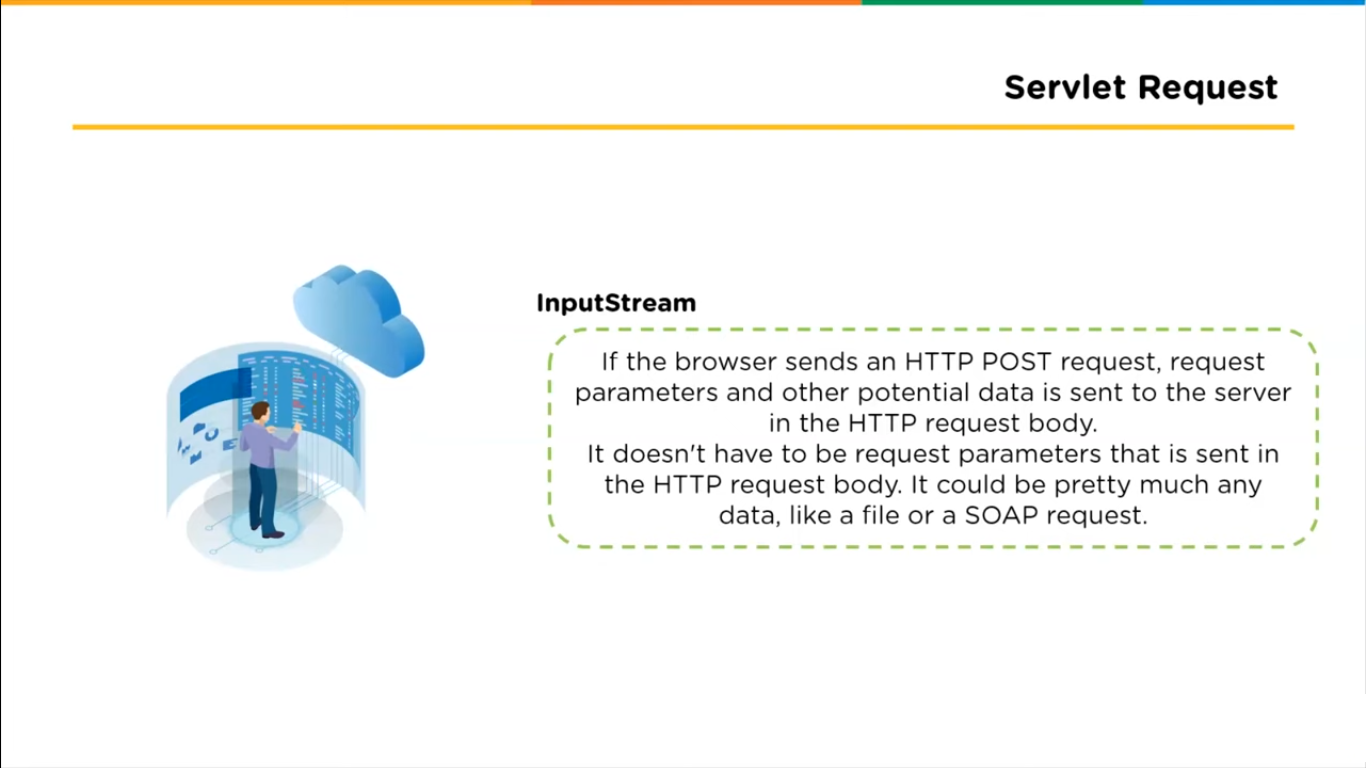 Servlet Request
InputStream
If the browser sends an HTTP POST request, request
parameters and other potential data is sent to the server
in the HTTP request body.
It doesn't have to be request parameters that is sent in
the HTTP request body. It could be pretty much any
data, like a file or a SOAP request.